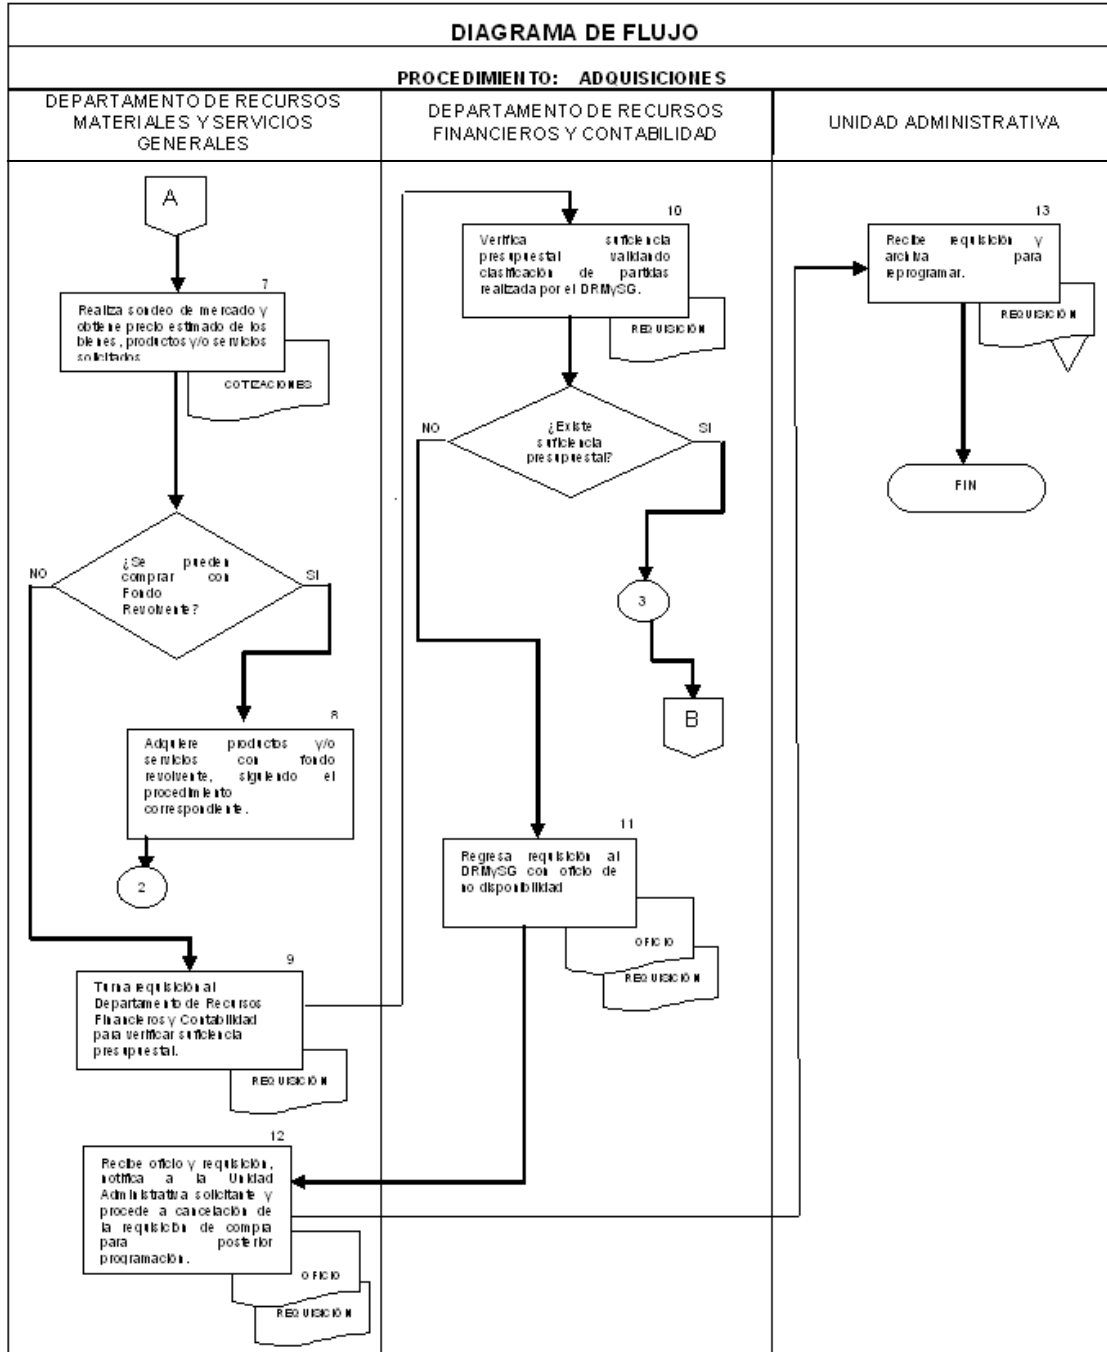 DIAGRAMA DE FLUJO
PROCEDIMIENTO: ADQUISICIONES
DEPARTAMENTO DE RECURSOS
MATERIALES Y SERVICIOS
GENERALES
DEPARTAMENTO DE RECURSOS
FINANCIEROS Y CONTABILIDAD
UNIDAD ADMINISTRATIVA
A
7
Realiza sondeo de mercado y
obtiene precio estimado de los
bienes, productos y/o servicios
solicitados
COTIZACIONES
¿Se pueden
comprar con
Fondo
Revolvente?
NO
SI
8
Adquiere productos y/o
servicios con fondo
revolvente, siguiendo el
procedimiento
correspondiente.
2
9
Turna requisición al
Departamento de Recursos
Financieros y Contabilidad
para verificar suficiencia
presupuestal.
REQUISICIÓN
12
Recibe oficio y requisición,
notifica a la Unidad
Administrativa solicitante y
procede a cancelación de
la requisición de compra
para posterior
programación.
OFICIO
REQUISICIÓN
10
Verifica suficiencia
presupuestal validando
clasificación de partidas
realizada por el DRMySG.
REQUISICIÓN
¿Existe
suficiencia
presupuestal?
NO
SI
3
B
11
Regresa requisición al
DRMySG con oficio de
no disponibilidad
OFICIO
REQUISICIÓN
13
Recibe requisición y
archiva para
reprogramar.
REQUISICIÓN
FIN